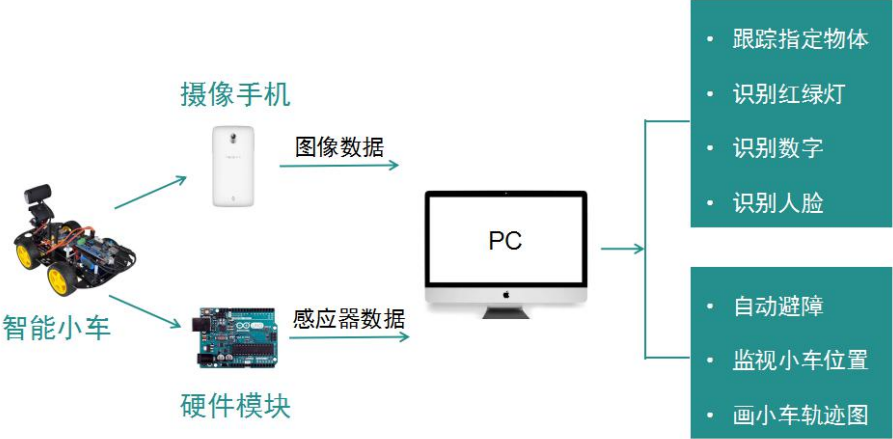 摄像手机
图像数据
智能小车
硬件模块
感应器数据
PC
• 跟踪指定物体
• 识别红绿灯
• 识别数字
• 识别人脸
• 自动避障
• 监视小车位置
• 画小车轨迹图